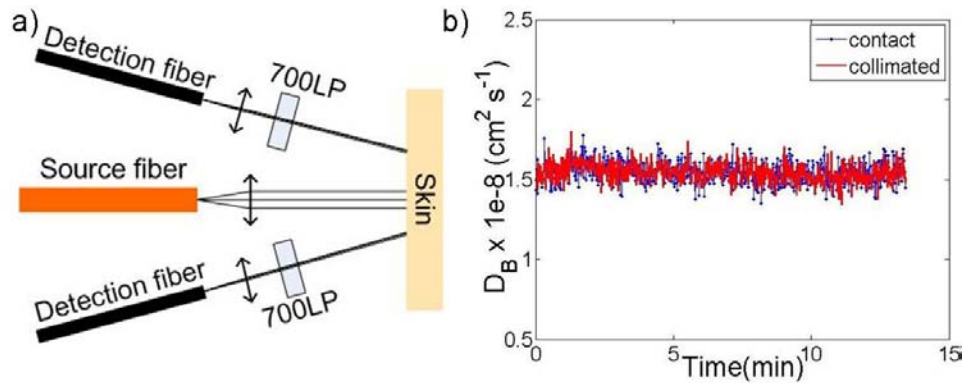 a)
Detection fiber
700LP
Source fiber
Skin
Detection fiber
700LP
b)
contact
collimated
2.5
2
1.5
1
0.5
D_B x 1e-8 (cm² s⁻¹)
0
5
10
15
Time(min)